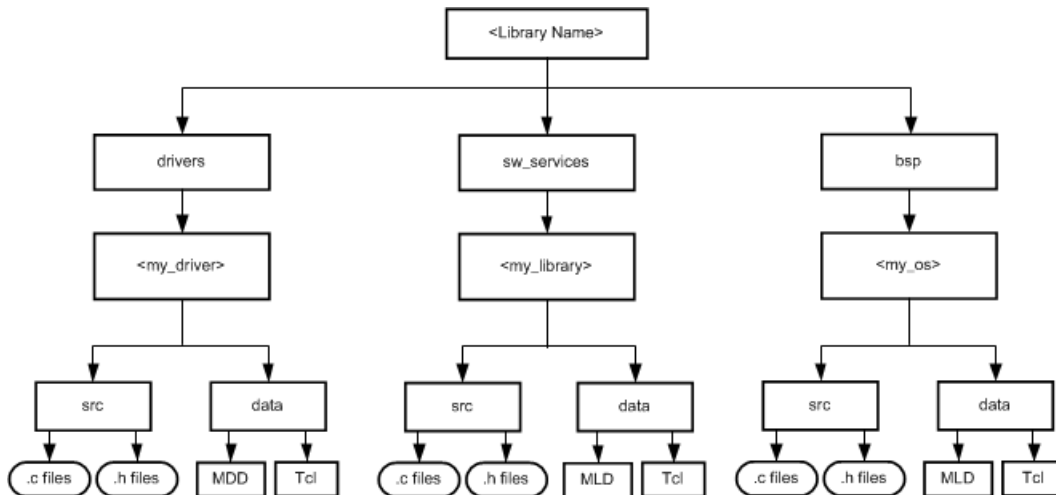 <Library Name>
drivers
sw_services
bsp
<my_driver>
<my_library>
<my_os>
src
data
src
data
src
data
.c files
.h files
MDD
Tcl
.c files
.h files
MLD
Tcl
.c files
.h files
MLD
Tcl